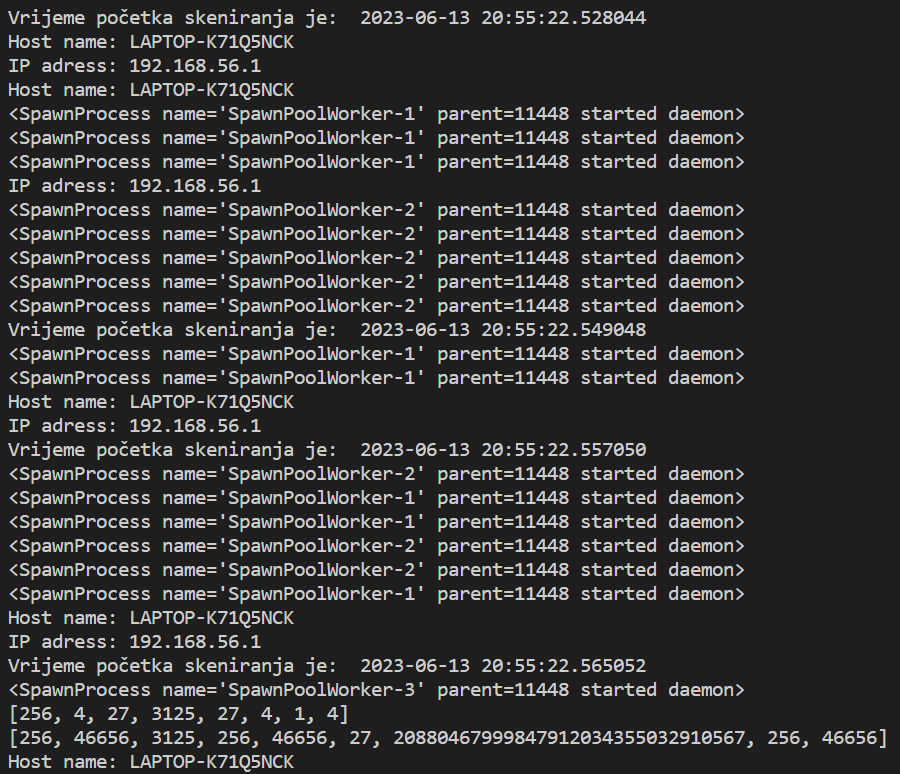 Vrijeme početka skeniranja je:  2023-06-13 20:55:22.528044
Host name: LAPTOP-K71Q5NCK
IP adress: 192.168.56.1
Host name: LAPTOP-K71Q5NCK
<SpawnProcess name='SpawnPoolWorker-1' parent=11448 started daemon>
<SpawnProcess name='SpawnPoolWorker-1' parent=11448 started daemon>
<SpawnProcess name='SpawnPoolWorker-1' parent=11448 started daemon>
IP adress: 192.168.56.1
<SpawnProcess name='SpawnPoolWorker-2' parent=11448 started daemon>
<SpawnProcess name='SpawnPoolWorker-2' parent=11448 started daemon>
<SpawnProcess name='SpawnPoolWorker-2' parent=11448 started daemon>
<SpawnProcess name='SpawnPoolWorker-2' parent=11448 started daemon>
<SpawnProcess name='SpawnPoolWorker-2' parent=11448 started daemon>
Vrijeme početka skeniranja je:  2023-06-13 20:55:22.549048
<SpawnProcess name='SpawnPoolWorker-1' parent=11448 started daemon>
<SpawnProcess name='SpawnPoolWorker-1' parent=11448 started daemon>
Host name: LAPTOP-K71Q5NCK
IP adress: 192.168.56.1
Vrijeme početka skeniranja je:  2023-06-13 20:55:22.557050
<SpawnProcess name='SpawnPoolWorker-2' parent=11448 started daemon>
<SpawnProcess name='SpawnPoolWorker-1' parent=11448 started daemon>
<SpawnProcess name='SpawnPoolWorker-1' parent=11448 started daemon>
<SpawnProcess name='SpawnPoolWorker-2' parent=11448 started daemon>
<SpawnProcess name='SpawnPoolWorker-2' parent=11448 started daemon>
<SpawnProcess name='SpawnPoolWorker-1' parent=11448 started daemon>
Host name: LAPTOP-K71Q5NCK
IP adress: 192.168.56.1
Vrijeme početka skeniranja je:  2023-06-13 20:55:22.565052
<SpawnProcess name='SpawnPoolWorker-3' parent=11448 started daemon>
[256, 4, 27, 3125, 27, 4, 1, 4]
[256, 46656, 3125, 256, 46656, 27, 20880467999847912034355032910567, 256, 46656]
Host name: LAPTOP-K71Q5NCK